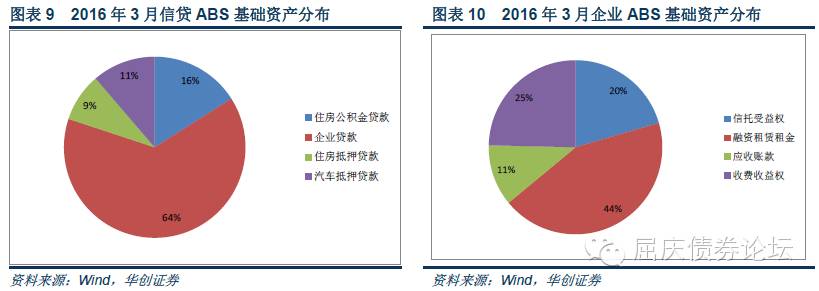 图表 9 2016 年 3 月信贷 ABS 基础资产分布
11%
16%
9%
64%
住房公积金贷款
企业贷款
住房抵押贷款
汽车抵押贷款
资料来源：Wind，华创证券
图表 10 2016 年 3 月企业 ABS 基础资产分布
25%
20%
11%
44%
信托受益权
融资租赁租金
应收账款
收费收益权
屈庆债券论坛
资料来源：Wind，华创证券